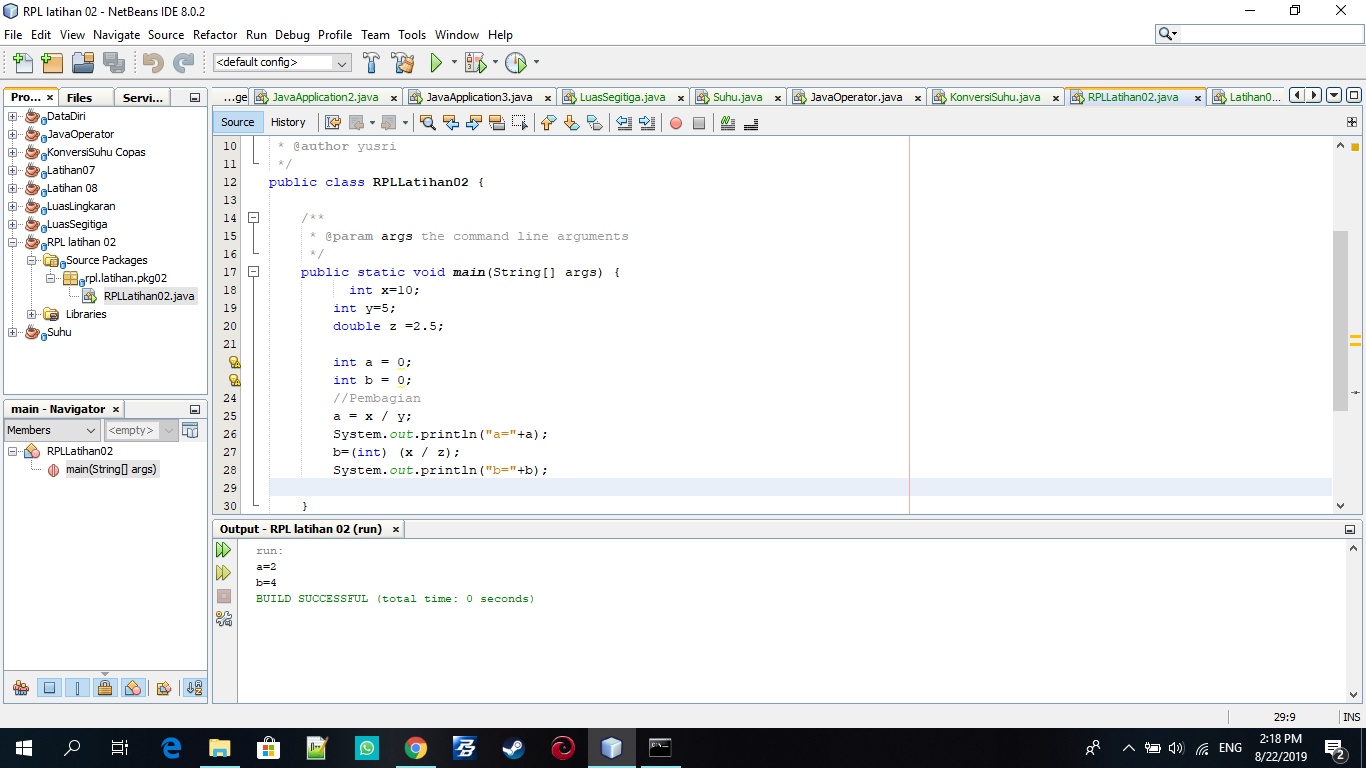 RPL latihan 02 - NetBeans IDE 8.0.2
File Edit View Navigate Source Refactor Run Debug Profile Team Tools Window Help
<default config>
Pro... × Files Servi...
DataDiri
JavaOperator
KonversiSuhu Copas
Latihan07
Latihan 08
LuasLingkaran
LuasSegitiga
RPL latihan 02
Source Packages
rpl.latihan.pkg02
RPLLatihan02.java
Libraries
Suhu
main - Navigator ×
Members <empty>
RPLLatihan02
main(String[] args)
...ge JavaApplication2.java × JavaApplication3.java × LuasSegitiga.java × Suhu.java × JavaOperator.java × KonversiSuhu.java × RPLLatihan02.java × Latihan0...
Source History
10 * @author yusri
11 */
12 public class RPLLatihan02 {
13
14 /**
15 * @param args the command line arguments
16 */
17 public static void main(String[] args) {
18 int x=10;
19 int y=5;
20 double z =2.5;
21
int a = 0;
int b = 0;
24 //Pembagian
25 a = x / y;
26 System.out.println("a="+a);
27 b=(int) (x / z);
28 System.out.println("b="+b);
29
30 }
Output - RPL latihan 02 (run) ×
run:
a=2
b=4
BUILD SUCCESSFUL (total time: 0 seconds)
29:9 INS
ENG
2:18 PM
8/22/2019
2